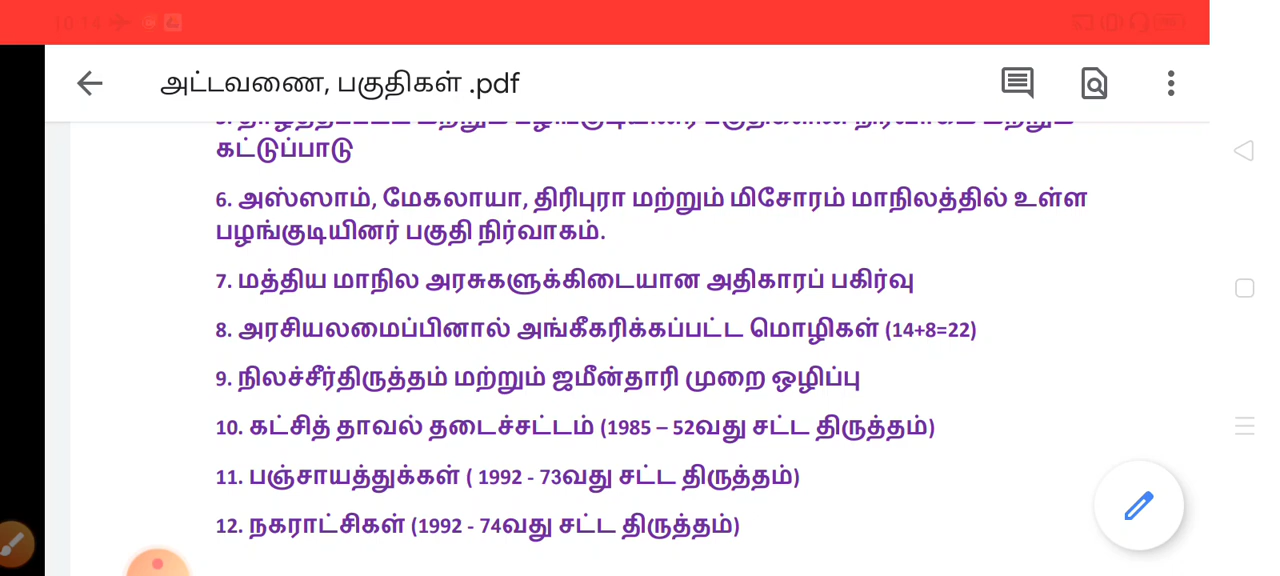 10:14
அட்டவணை, பகுதிகள் .pdf
கட்டுப்பாடு
6. அஸ்ஸாம், மேகலாயா, திரிபுரா மற்றும் மிசோரம் மாநிலத்தில் உள்ள
பழங்குடியினர் பகுதி நிர்வாகம்.
7. மத்திய மாநில அரசுகளுக்கிடையான அதிகாரப் பகிர்வு
8. அரசியலமைப்பினால் அங்கீகரிக்கப்பட்ட மொழிகள் (14+8=22)
9. நிலச்சீர்திருத்தம் மற்றும் ஜமீன்தாரி முறை ஒழிப்பு
10. கட்சித் தாவல் தடைச்சட்டம் (1985 – 52வது சட்ட திருத்தம்)
11. பஞ்சாயத்துக்கள் ( 1992 - 73வது சட்ட திருத்தம்)
12. நகராட்சிகள் (1992 - 74வது சட்ட திருத்தம்)